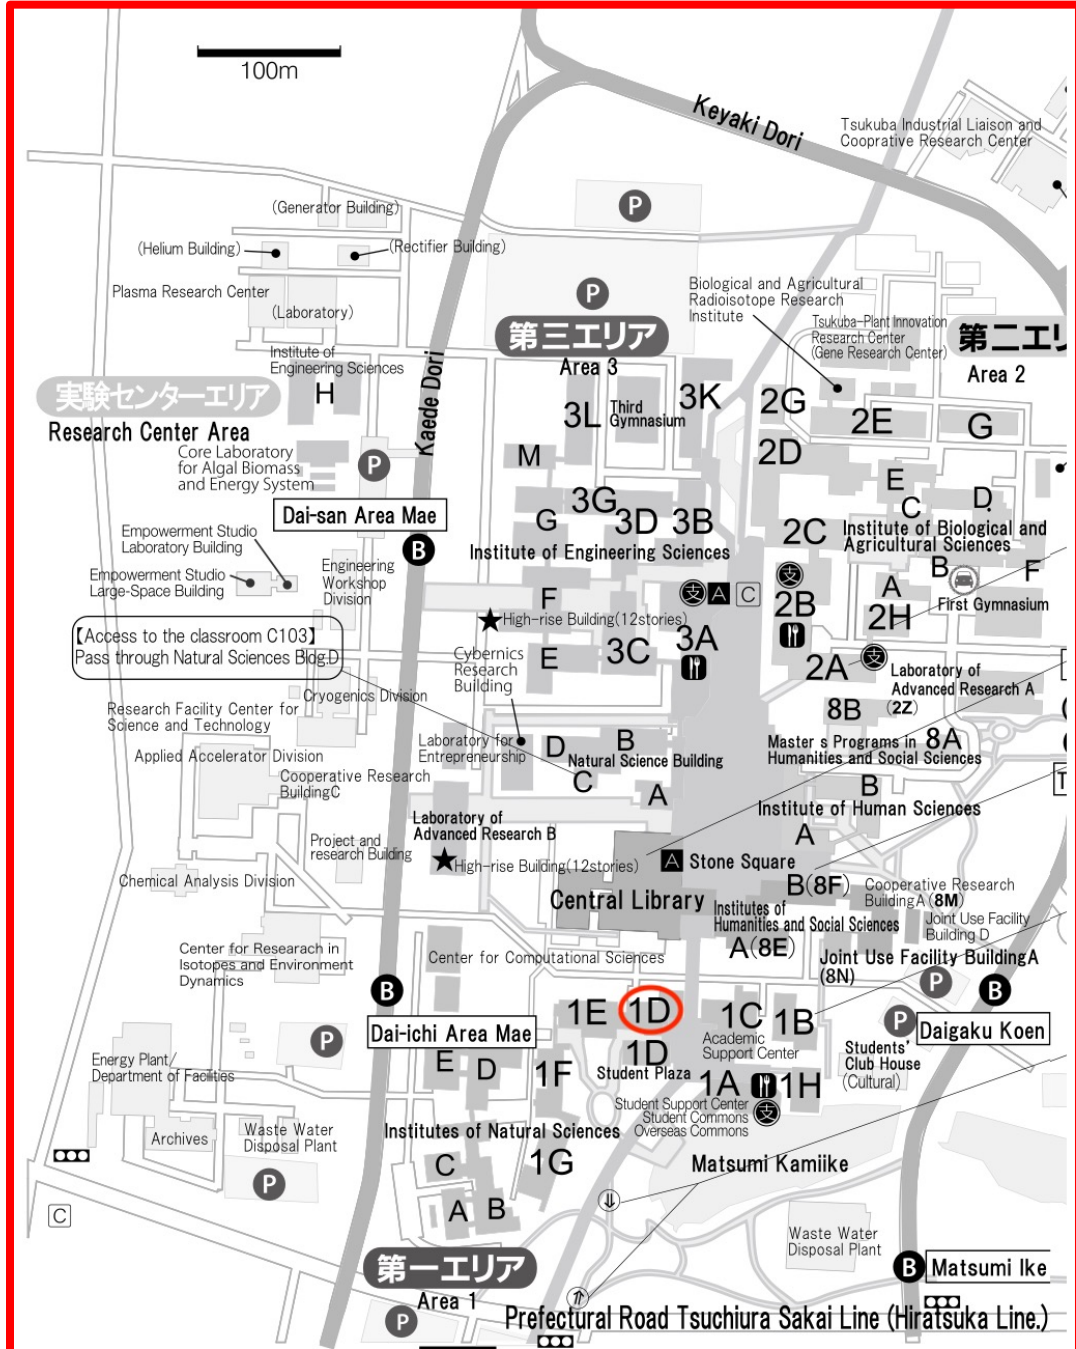 100m
Keyaki Dori
Tsukuba Industrial Liaison and
Cooprative Research Center
(Generator Building)
P
(Helium Building)
(Rectifier Building)
Plasma Research Center
(Laboratory)
P
Biological and Agricultural
Radioisotope Research
Institute
Tsukuba-Plant Innovation
Research Center
(Gene Research Center)
第三エリア
Area 3
第二エリ
Area 2
Institute of
Engineering Sciences
H
Kaede Dori
実験センターエリア
Research Center Area
3L
Third
Gymnasium
3K
2G
2E
G
Core Laboratory
for Algal Biomass
and Energy System
P
M
2D
E
C
D
Dai-san Area Mae
B
3G
G
3D
3B
2C
Institute of Engineering Sciences
Institute of Biological and
Agricultural Sciences
Empowerment Studio
Laboratory Building
Empowerment Studio
Large-Space Building
Engineering
Workshop
Division
F
支
A
C
支
2B
B
A
F
First Gymnasium
2H
High-rise Building(12stories)
【Access to the classroom C103】
Pass through Natural Sciences Blog.D
Cybernics
Research
Building
E
3C
3A
2A
支
Laboratory of
Advanced Research A
(2Z)
Cryogenics Division
Research Facility Center for
Science and Technology
8B
Applied Accelerator Division
Laboratory for
Entrepreneurship
D
B
Natural Science Building
C
A
Master s Programs in
Humanities and Social Sciences
8A
T
Cooperative Research
BuildingC
B
Institute of Human Sciences
A
Laboratory of
Advanced Research B
Project and
research Building
High-rise Building(12stories)
A
Stone Square
Chemical Analysis Division
Central Library
B(8F)
Cooperative Research
BuildingA (8M)
Institutes of
Humanities and Social Sciences
A(8E)
Joint Use Facility
Building D
Joint Use Facility BuildingA
(8N)
Center for Researach in
Isotopes and Environment
Dynamics
Center for Computational Sciences
B
P
B
Dai-ichi Area Mae
1E
1D
1C
1B
P
Daigaku Koen
Academic
Support Center
P
1D
Student Plaza
Students'
Club House
(Cultural)
Energy Plant/
Department of Facilities
E
D
1F
1A
1H
Student Support Center
Student Commons
Overseas Commons
支
Archives
Waste Water
Disposal Plant
Institutes of Natural Sciences
P
C
1G
Matsumi Kamiike
C
A
B
Waste Water
Disposal Plant
第一エリア
Area 1
B
Matsumi Ike
P
Prefectural Road Tsuchiura Sakai Line (Hiratsuka Line.)